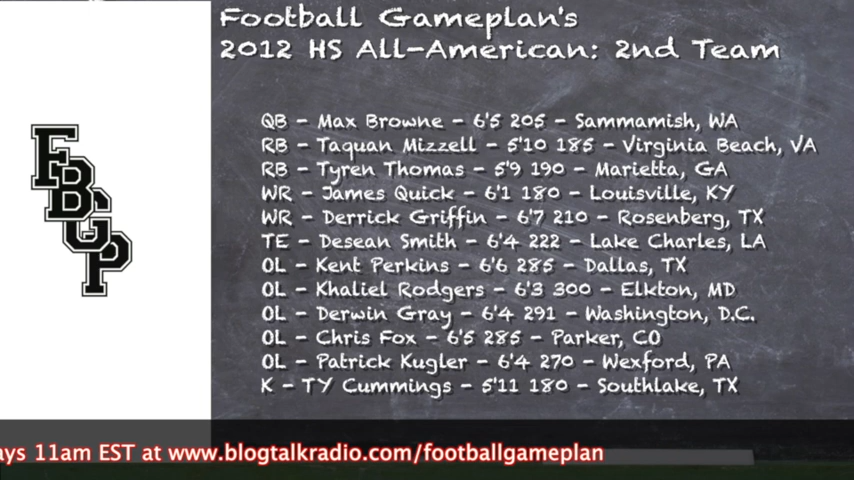 Football Gameplan's
2012 HS All-American: 2nd Team
QB - Max Browne - 6'5 205 - Sammamish, WA
RB - Taquan Mizzell - 5'10 185 - Virginia Beach, VA
RB - Tyren Thomas - 5'9 190 - Marietta, GA
WR - James Quick - 6'1 180 - Louisville, KY
WR - Derrick Griffin - 6'7 210 - Rosenberg, TX
TE - Desean Smith - 6'4 222 - Lake Charles, LA
OL - Kent Perkins - 6'6 285 - Dallas, TX
OL - Khaliel Rodgers - 6'3 300 - Elkton, MD
OL - Derwin Gray - 6'4 291 - Washington, D.C.
OL - Chris Fox - 6'5 285 - Parker, CO
OL - Patrick Kugler - 6'4 270 - Wexford, PA
K - TY Cummings - 5'11 180 - Southlake, TX
FBGP
ays 11am EST at www.blogtalkradio.com/footballgameplan